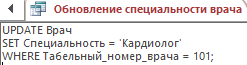 Обновление специальности врача
UPDATE Врач
SET Специальность = 'Кардиолог'
WHERE Табельный_номер_врача = 101;